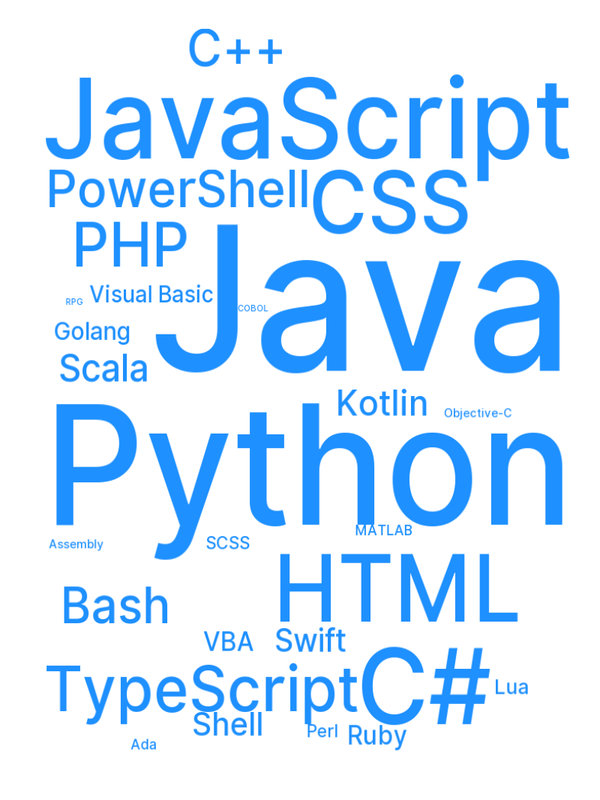 C++
JavaScript
PowerShell
CSS
PHP
Java
Visual Basic
RPG
COBOL
Golang
Scala
Kotlin
Objective-C
Python
MATLAB
Assembly
SCSS
HTML
Bash
VBA
Swift
TypeScript
C#
Lua
Shell
Perl
Ruby
Ada